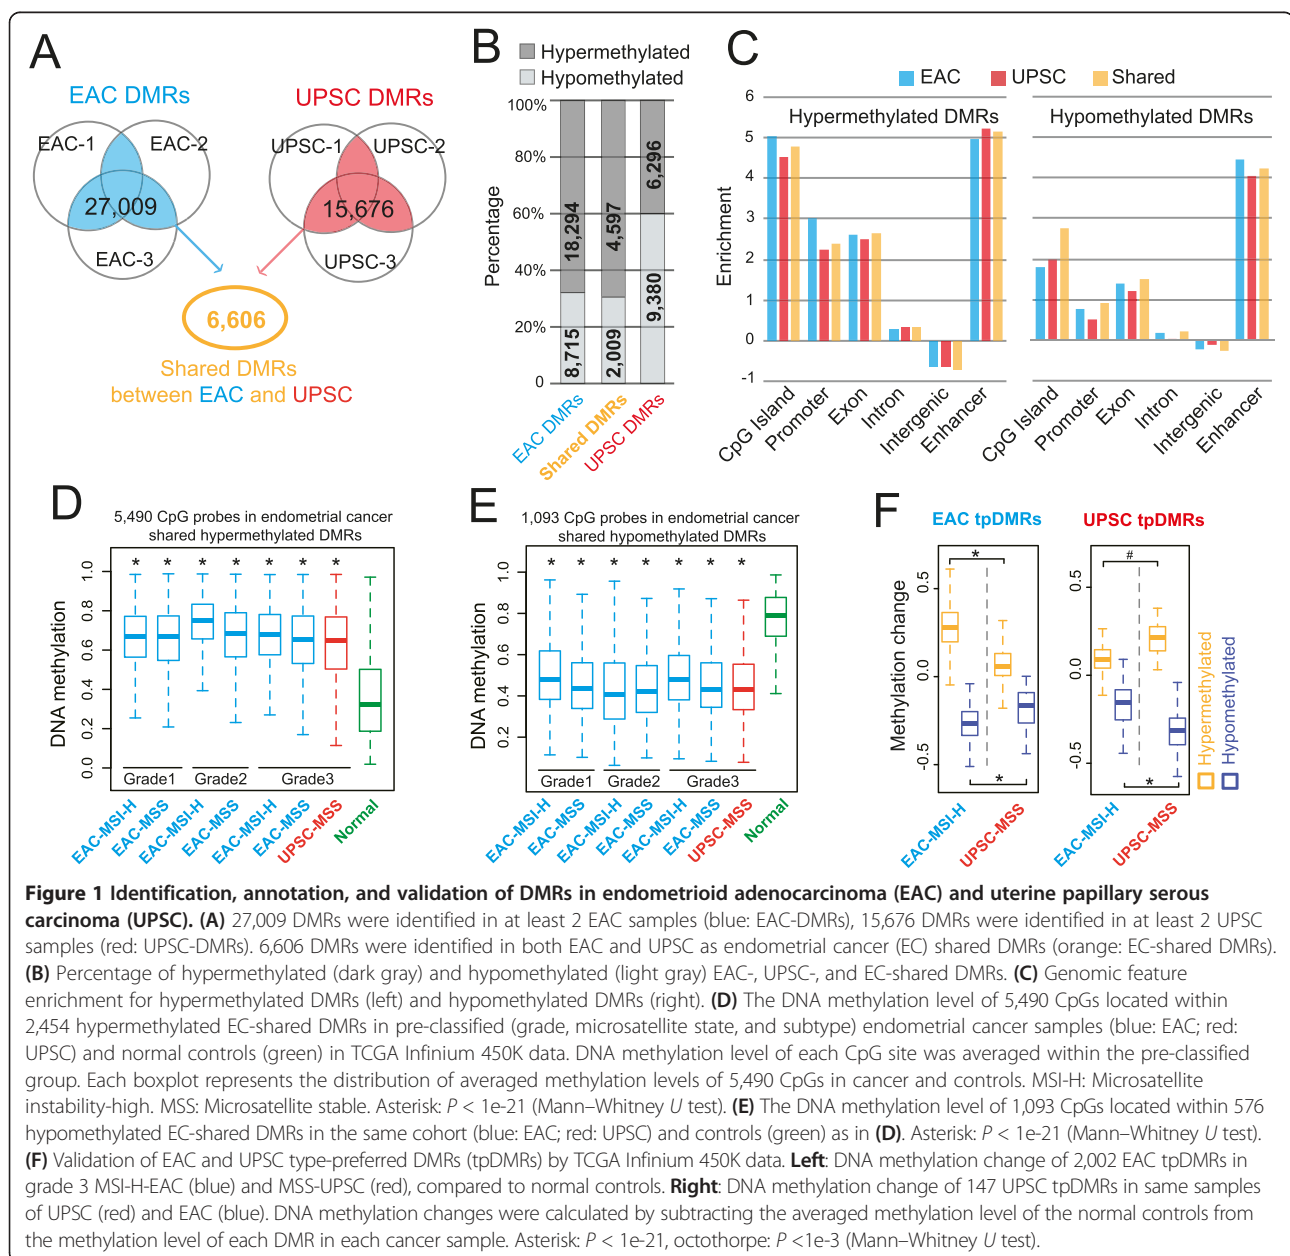 A
EAC DMRs
UPSC DMRs
EAC-1
EAC-2
27,009
EAC-3
UPSC-1
UPSC-2
15,676
UPSC-3
6,606
Shared DMRs
between EAC and UPSC
B
Hypermethylated
Hypomethylated
Percentage
100%
80%
60%
40%
20%
0
18,294
8,715
4,597
2,009
6,296
9,380
EAC DMRs
Shared DMRs
UPSC DMRs
C
EAC
UPSC
Shared
Hypermethylated DMRs
Hypomethylated DMRs
Enrichment
6
5
4
3
2
1
0
-1
CpG Island
Promoter
Exon
Intron
Intergenic
Enhancer
CpG Island
Promoter
Exon
Intron
Intergenic
Enhancer
D
5,490 CpG probes in endometrial cancer
shared hypermethylated DMRs
DNA methylation
1.0
0.8
0.6
0.4
0.2
0.0
* * * * * * *
Grade1
Grade2
Grade3
EAC-MSI-H
EAC-MSS
EAC-MSI-H
EAC-MSS
EAC-MSI-H
EAC-MSS
UPSC-MSS
Normal
E
1,093 CpG probes in endometrial cancer
shared hypomethylated DMRs
DNA methylation
1.0
0.8
0.6
0.4
0.2
* * * * * * *
Grade1
Grade2
Grade3
EAC-MSI-H
EAC-MSS
EAC-MSI-H
EAC-MSS
EAC-MSI-H
EAC-MSS
UPSC-MSS
Normal
F
EAC tpDMRs
UPSC tpDMRs
Methylation change
0.5
0.0
-0.5
*
*
0.5
0.0
-0.5
#
*
EAC-MSI-H
UPSC-MSS
EAC-MSI-H
UPSC-MSS
Hypermethylated
Hypomethylated
Figure 1 Identification, annotation, and validation of DMRs in endometrioid adenocarcinoma (EAC) and uterine papillary serous
carcinoma (UPSC). (A) 27,009 DMRs were identified in at least 2 EAC samples (blue: EAC-DMRs), 15,676 DMRs were identified in at least 2 UPSC
samples (red: UPSC-DMRs). 6,606 DMRs were identified in both EAC and UPSC as endometrial cancer (EC) shared DMRs (orange: EC-shared DMRs).
(B) Percentage of hypermethylated (dark gray) and hypomethylated (light gray) EAC-, UPSC-, and EC-shared DMRs. (C) Genomic feature
enrichment for hypermethylated DMRs (left) and hypomethylated DMRs (right). (D) The DNA methylation level of 5,490 CpGs located within
2,454 hypermethylated EC-shared DMRs in pre-classified (grade, microsatellite state, and subtype) endometrial cancer samples (blue: EAC; red:
UPSC) and normal controls (green) in TCGA Infinium 450K data. DNA methylation level of each CpG site was averaged within the pre-classified
group. Each boxplot represents the distribution of averaged methylation levels of 5,490 CpGs in cancer and controls. MSI-H: Microsatellite
instability-high. MSS: Microsatellite stable. Asterisk: P < 1e-21 (Mann–Whitney U test). (E) The DNA methylation level of 1,093 CpGs located within 576
hypomethylated EC-shared DMRs in the same cohort (blue: EAC; red: UPSC) and controls (green) as in (D). Asterisk: P < 1e-21 (Mann–Whitney U test).
(F) Validation of EAC and UPSC type-preferred DMRs (tpDMRs) by TCGA Infinium 450K data. Left: DNA methylation change of 2,002 EAC tpDMRs in
grade 3 MSI-H-EAC (blue) and MSS-UPSC (red), compared to normal controls. Right: DNA methylation change of 147 UPSC tpDMRs in same samples
of UPSC (red) and EAC (blue). DNA methylation changes were calculated by subtracting the averaged methylation level of the normal controls from
the methylation level of each DMR in each cancer sample. Asterisk: P < 1e-21, octothorpe: P <1e-3 (Mann–Whitney U test).